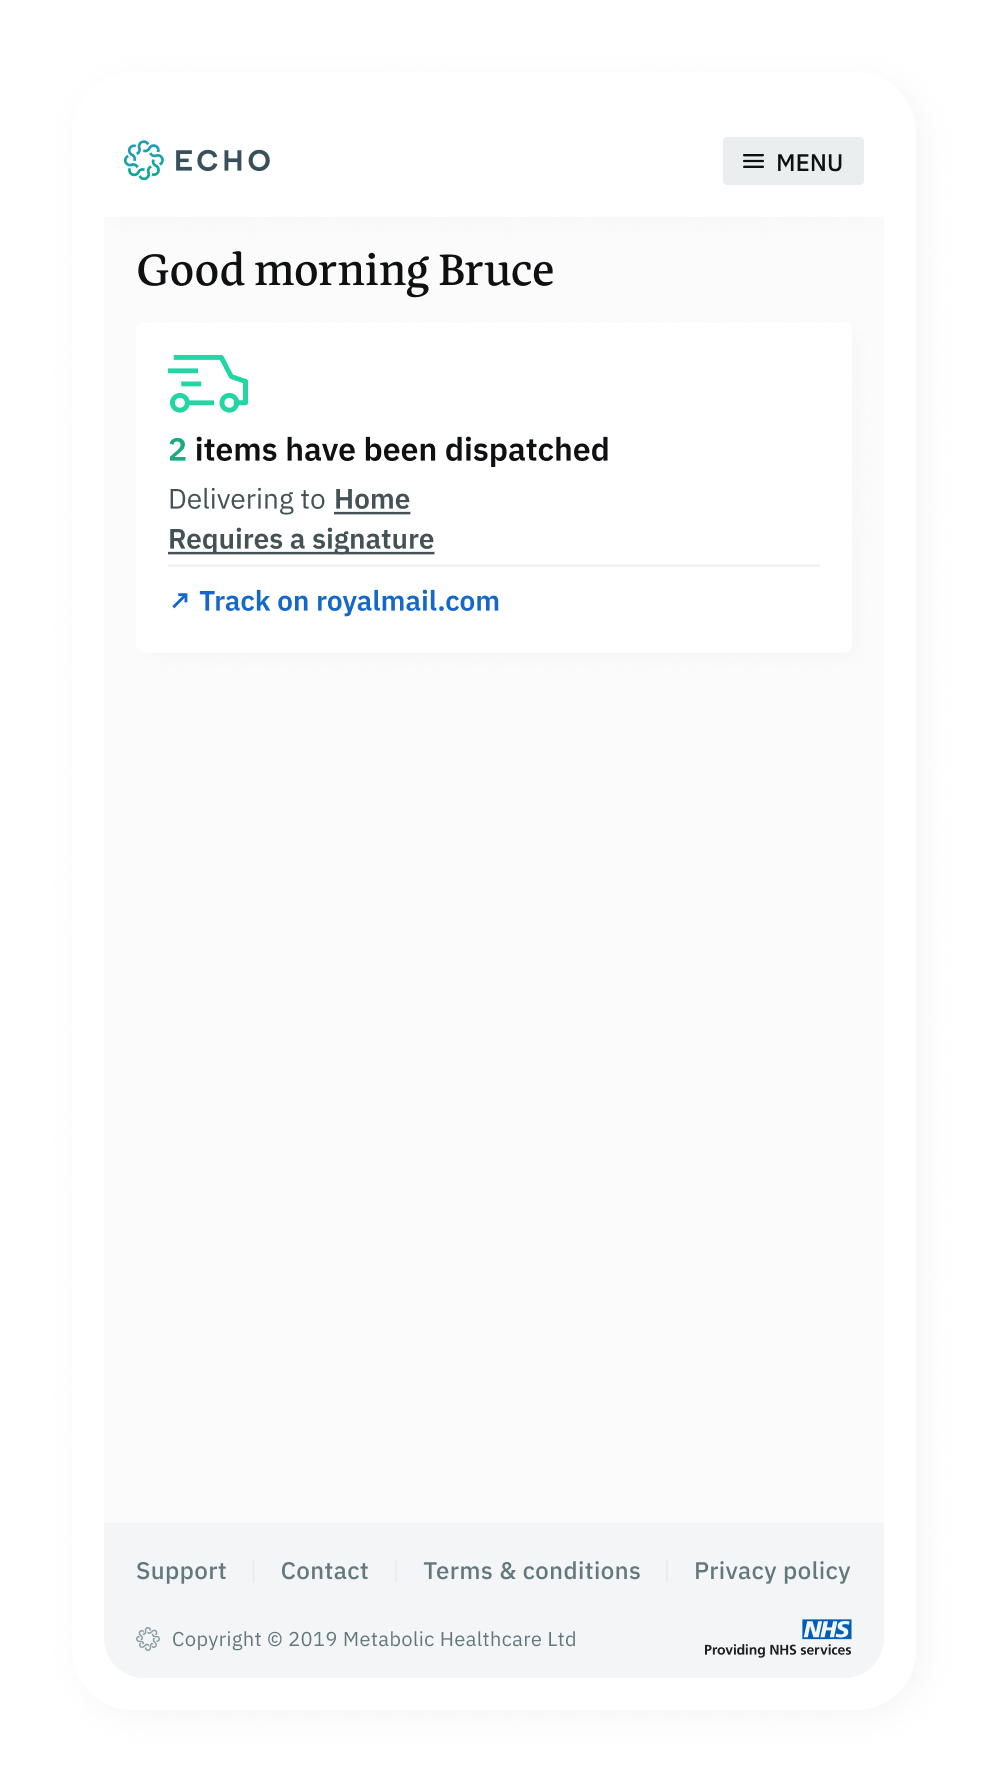 ECHO
MENU
Good morning Bruce
2 items have been dispatched
Delivering to Home
Requires a signature
Track on royalmail.com
Support Contact Terms & conditions Privacy policy
Copyright © 2019 Metabolic Healthcare Ltd
NHS
Providing NHS services